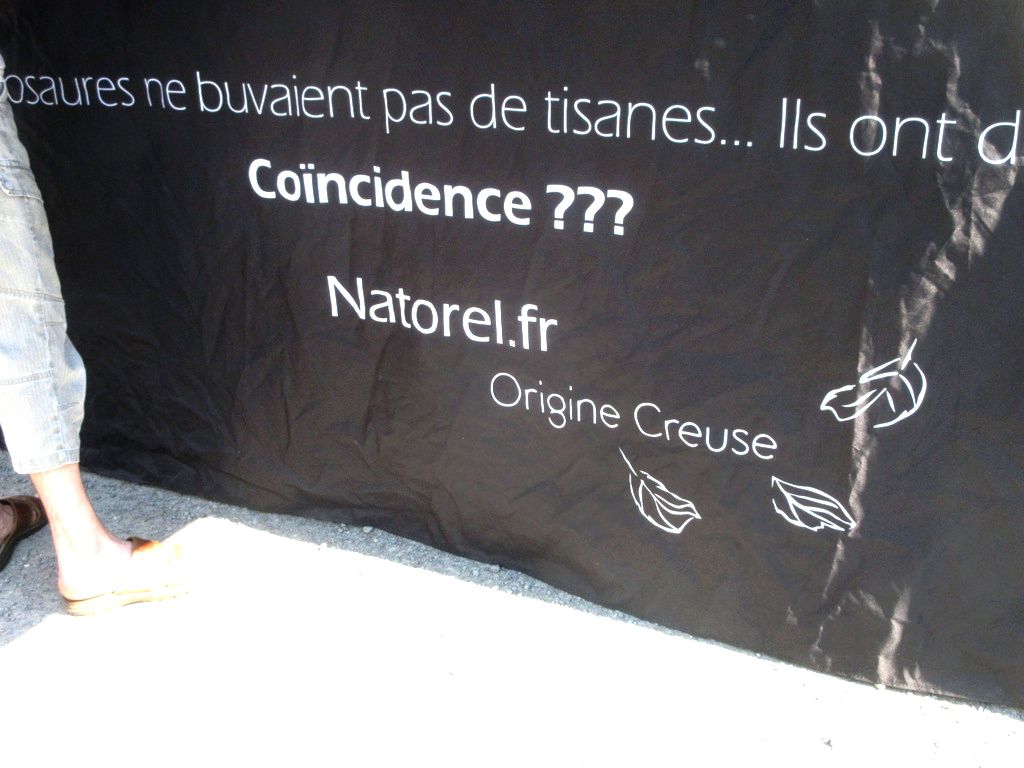 osaures ne buvaient pas de tisanes... Ils ont d
Coïncidence ???
Natorel.fr
Origine Creuse